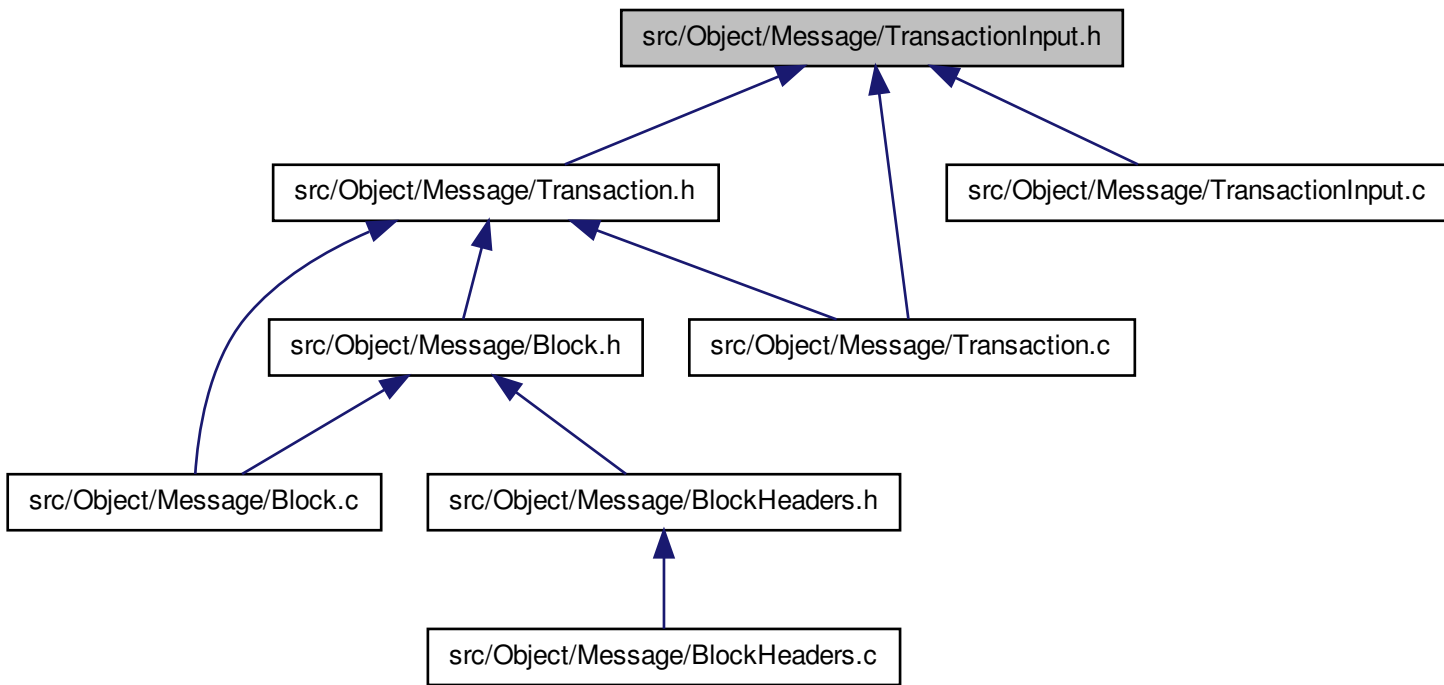 src/Object/Message/TransactionInput.h
src/Object/Message/Transaction.h
src/Object/Message/TransactionInput.c
src/Object/Message/Block.h
src/Object/Message/Transaction.c
src/Object/Message/Block.c
src/Object/Message/BlockHeaders.h
src/Object/Message/BlockHeaders.c